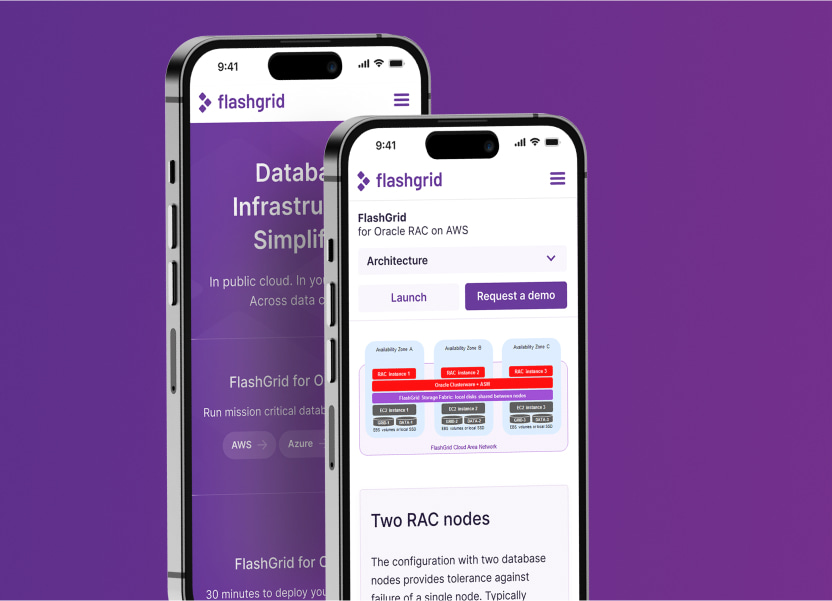 9:41
flashgrid
Databa
Infrastru
Simplif
In public cloud. In you
Across data c
FlashGrid for O
Run mission critical datab
AWS
Azure
FlashGrid for O
30 minutes to deploy you
9:41
flashgrid
FlashGrid
for Oracle RAC on AWS
Architecture
Launch
Request a demo
Availability Zone A
Availability Zone B
Availability Zone C
RAC instance 1
RAC instance 2
RAC instance 3
Oracle Clusterware + ASM
FlashGrid Storage Fabric: local disks shared between nodes
EC2 instance 1
EC2 instance 2
EC2 instance 3
GRID-1
DATA-1
GRID-2
DATA-2
GRID-3
DATA-3
EBS volumes or local SSD
EBS volumes or local SSD
EBS volumes or local SSD
FlashGrid Cloud Area Network
Two RAC nodes
The configuration with two database
nodes provides tolerance against
failure of a single node. Typically